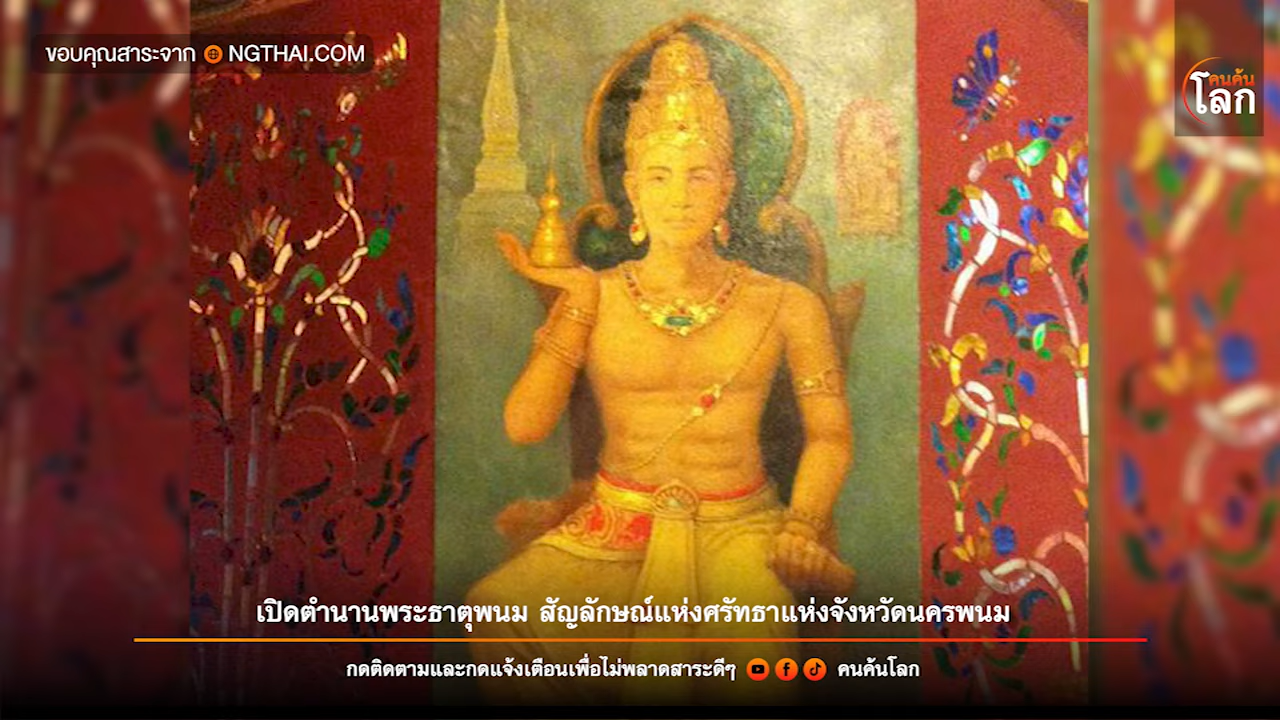 ขอบคุณสาระจาก NGTHAI.COM
คนค้น
โลก
เปิดตำนานพระธาตุพนม สัญลักษณ์แห่งศรัทธาแห่งจังหวัดนครพนม
กดติดตามและกดแจ้งเตือนเพื่อไม่พลาดสาระดีๆ คนค้นโลก